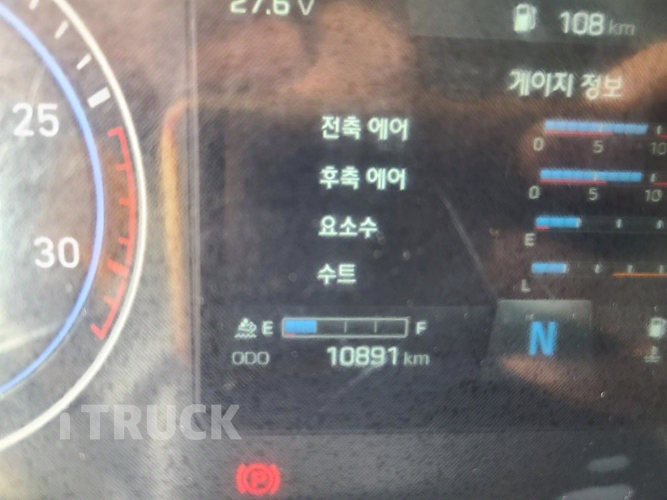 27.6 V
108 km
게이지 정보
25
전축 에어
0 5 10
후축 에어
0 5 10
30
요소수
E
수트
L
E F
N
ODO 10891 km
i TRUCK
P